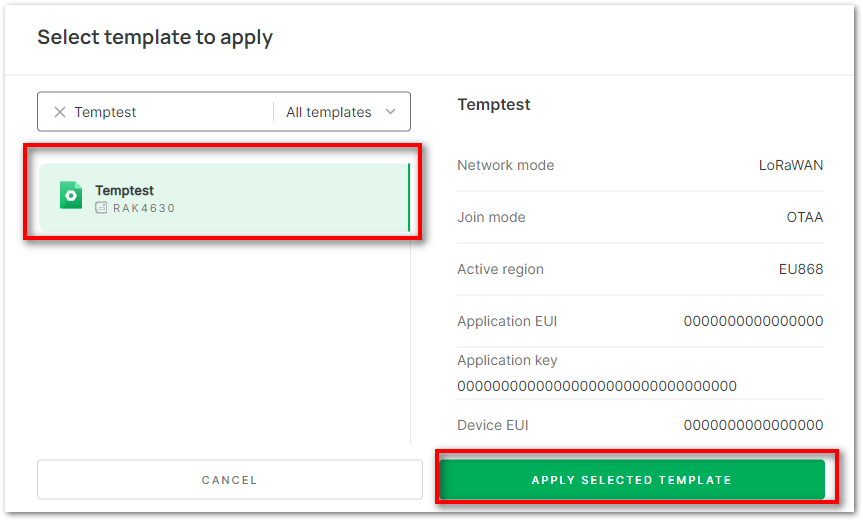 Select template to apply
Temptest
All templates
Temptest
RAK4630
Temptest
Network mode LoRaWAN
Join mode OTAA
Active region EU868
Application EUI 0000000000000000
Application key
00000000000000000000000000000000
Device EUI 0000000000000000
CANCEL
APPLY SELECTED TEMPLATE